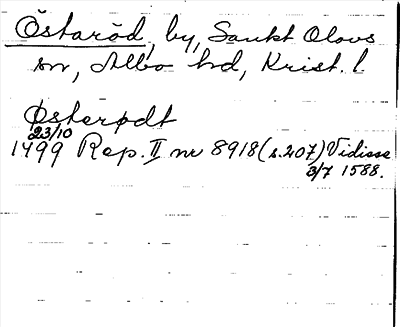 Östaröd, by, Sankt Olovs
sn, Albo hd, Krist. l
Østerødt
23/10
1499 Rep. II nr 8918 (s. 207) Vidisse
3/7 1588.